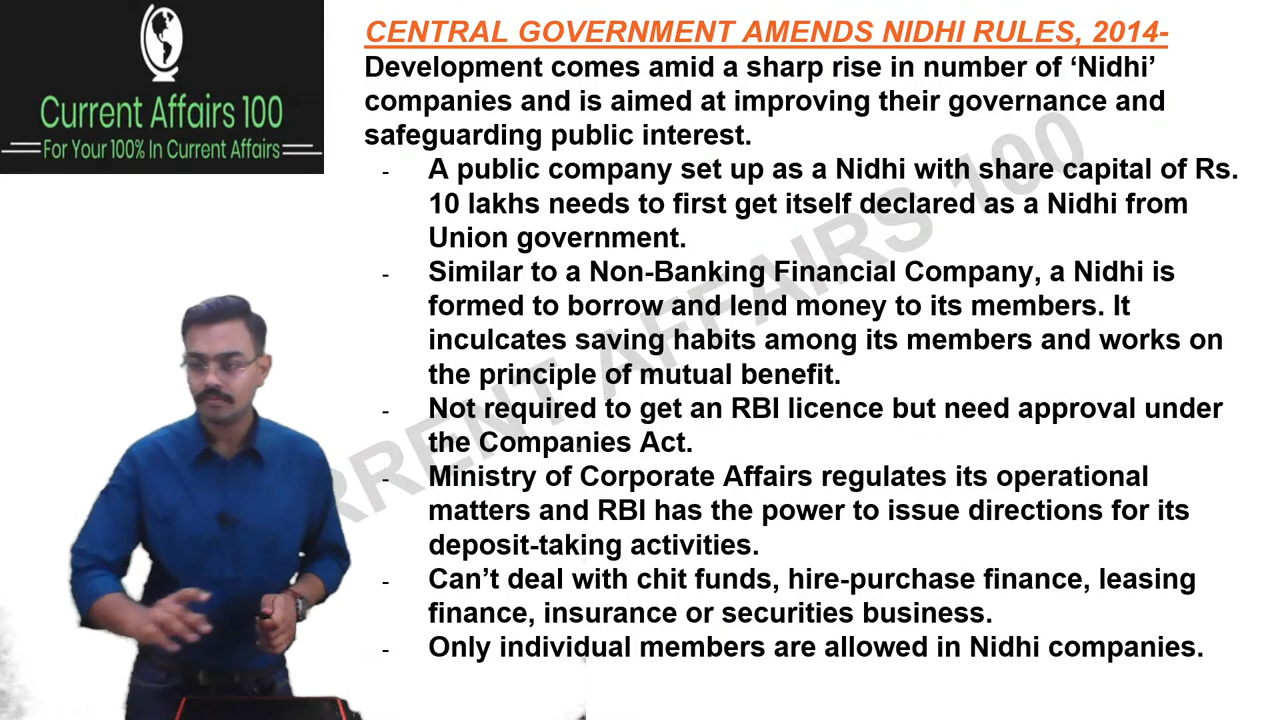 Current Affairs 100
For Your 100% In Current Affairs
CENTRAL GOVERNMENT AMENDS NIDHI RULES, 2014-
Development comes amid a sharp rise in number of ‘Nidhi’
companies and is aimed at improving their governance and
safeguarding public interest.
- A public company set up as a Nidhi with share capital of Rs.
10 lakhs needs to first get itself declared as a Nidhi from
Union government.
- Similar to a Non-Banking Financial Company, a Nidhi is
formed to borrow and lend money to its members. It
inculcates saving habits among its members and works on
the principle of mutual benefit.
- Not required to get an RBI licence but need approval under
the Companies Act.
- Ministry of Corporate Affairs regulates its operational
matters and RBI has the power to issue directions for its
deposit-taking activities.
- Can’t deal with chit funds, hire-purchase finance, leasing
finance, insurance or securities business.
- Only individual members are allowed in Nidhi companies.
RRENT AFFAIRS 100